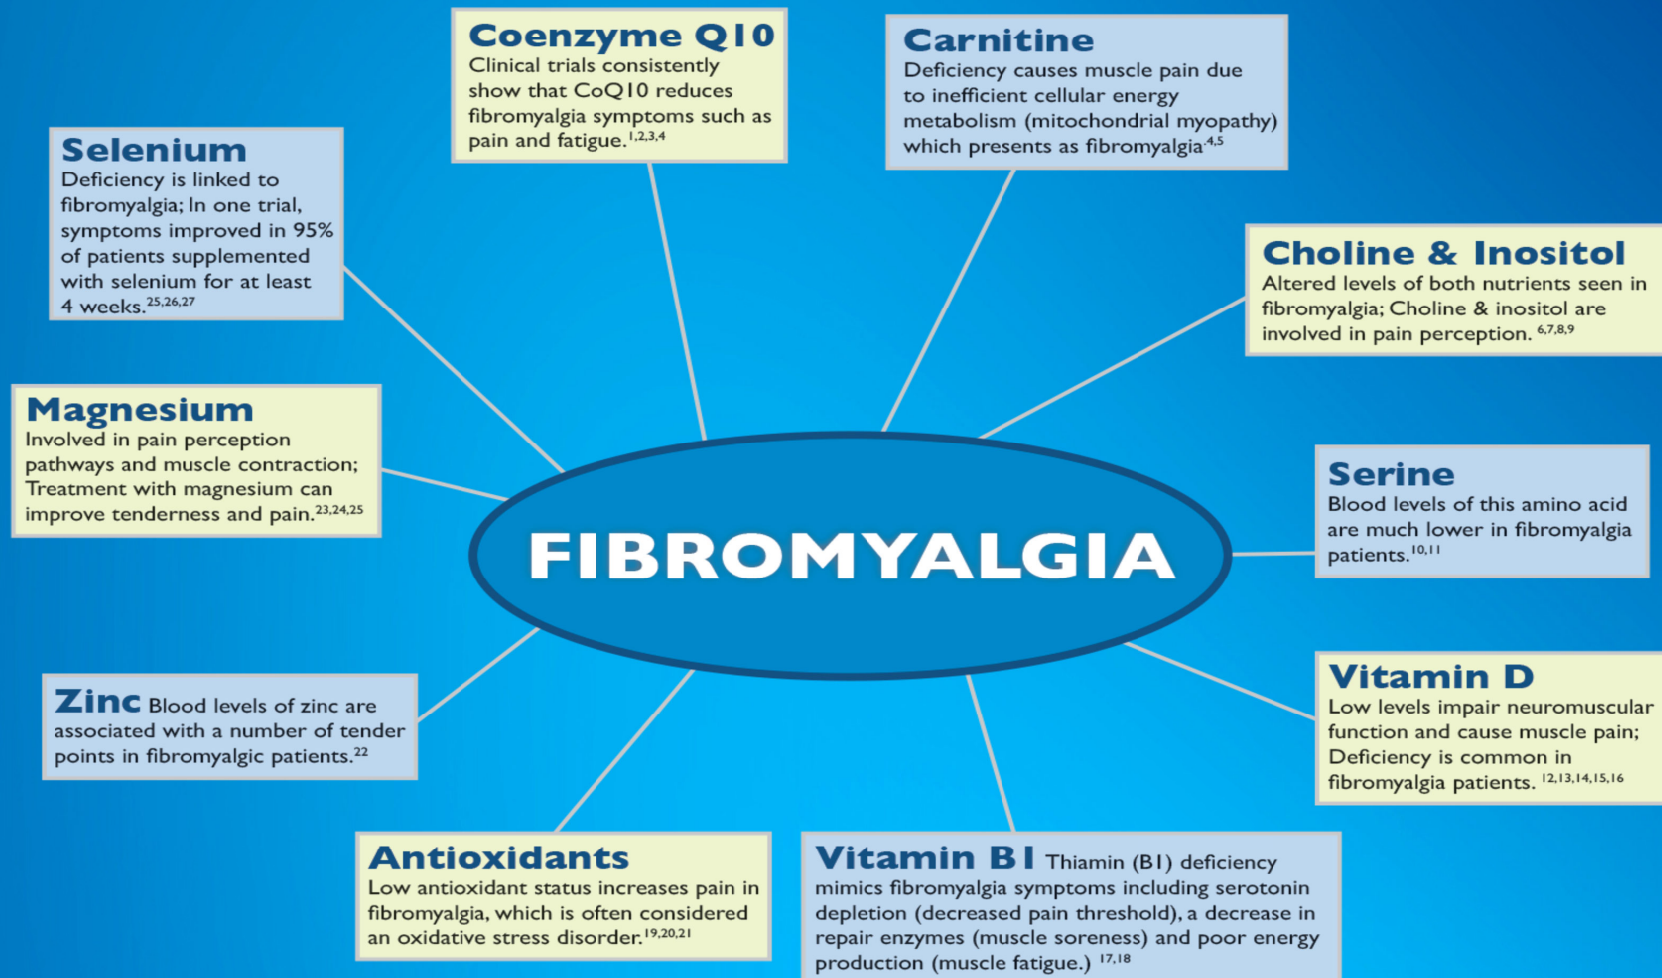 Coenzyme Q10
Clinical trials consistently
show that CoQ10 reduces
fibromyalgia symptoms such as
pain and fatigue.1,2,3,4
Carnitine
Deficiency causes muscle pain due
to inefficient cellular energy
metabolism (mitochondrial myopathy)
which presents as fibromyalgia.4,5
Selenium
Deficiency is linked to
fibromyalgia; In one trial,
symptoms improved in 95%
of patients supplemented
with selenium for at least
4 weeks.25,26,27
Choline & Inositol
Altered levels of both nutrients seen in
fibromyalgia; Choline & inositol are
involved in pain perception. 6,7,8,9
Magnesium
Involved in pain perception
pathways and muscle contraction;
Treatment with magnesium can
improve tenderness and pain.23,24,25
Serine
Blood levels of this amino acid
are much lower in fibromyalgia
patients.10,11
FIBROMYALGIA
Zinc Blood levels of zinc are
associated with a number of tender
points in fibromyalgic patients.22
Vitamin D
Low levels impair neuromuscular
function and cause muscle pain;
Deficiency is common in
fibromyalgia patients. 12,13,14,15,16
Antioxidants
Low antioxidant status increases pain in
fibromyalgia, which is often considered
an oxidative stress disorder.19,20,21
Vitamin B1 Thiamin (B1) deficiency
mimics fibromyalgia symptoms including serotonin
depletion (decreased pain threshold), a decrease in
repair enzymes (muscle soreness) and poor energy
production (muscle fatigue.) 17,18